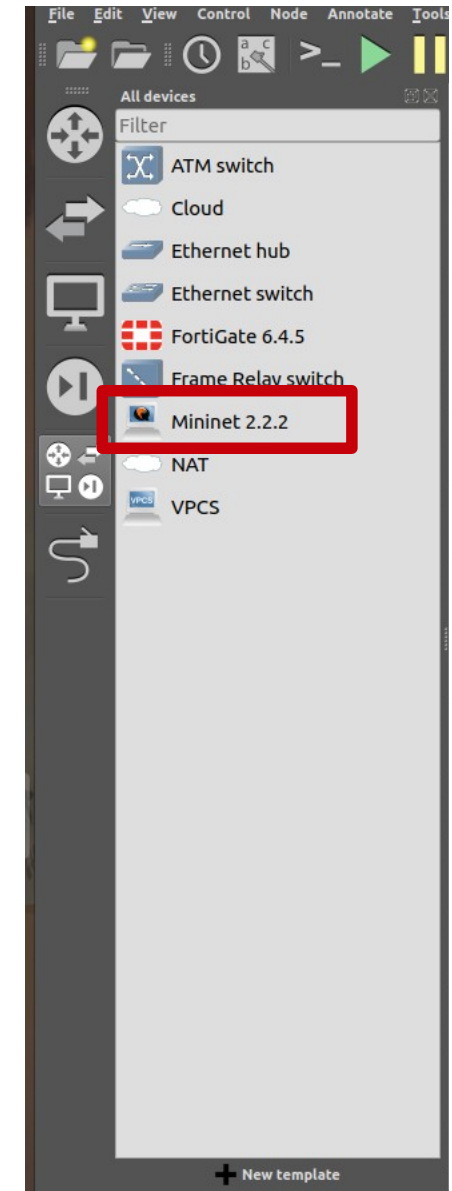 File Edit View Control Node Annotate Tools
a c
b
>_
All devices
Filter
ATM switch
Cloud
Ethernet hub
Ethernet switch
FortiGate 6.4.5
Frame Relay switch
Mininet 2.2.2
NAT
VPCS
VPCS
New template